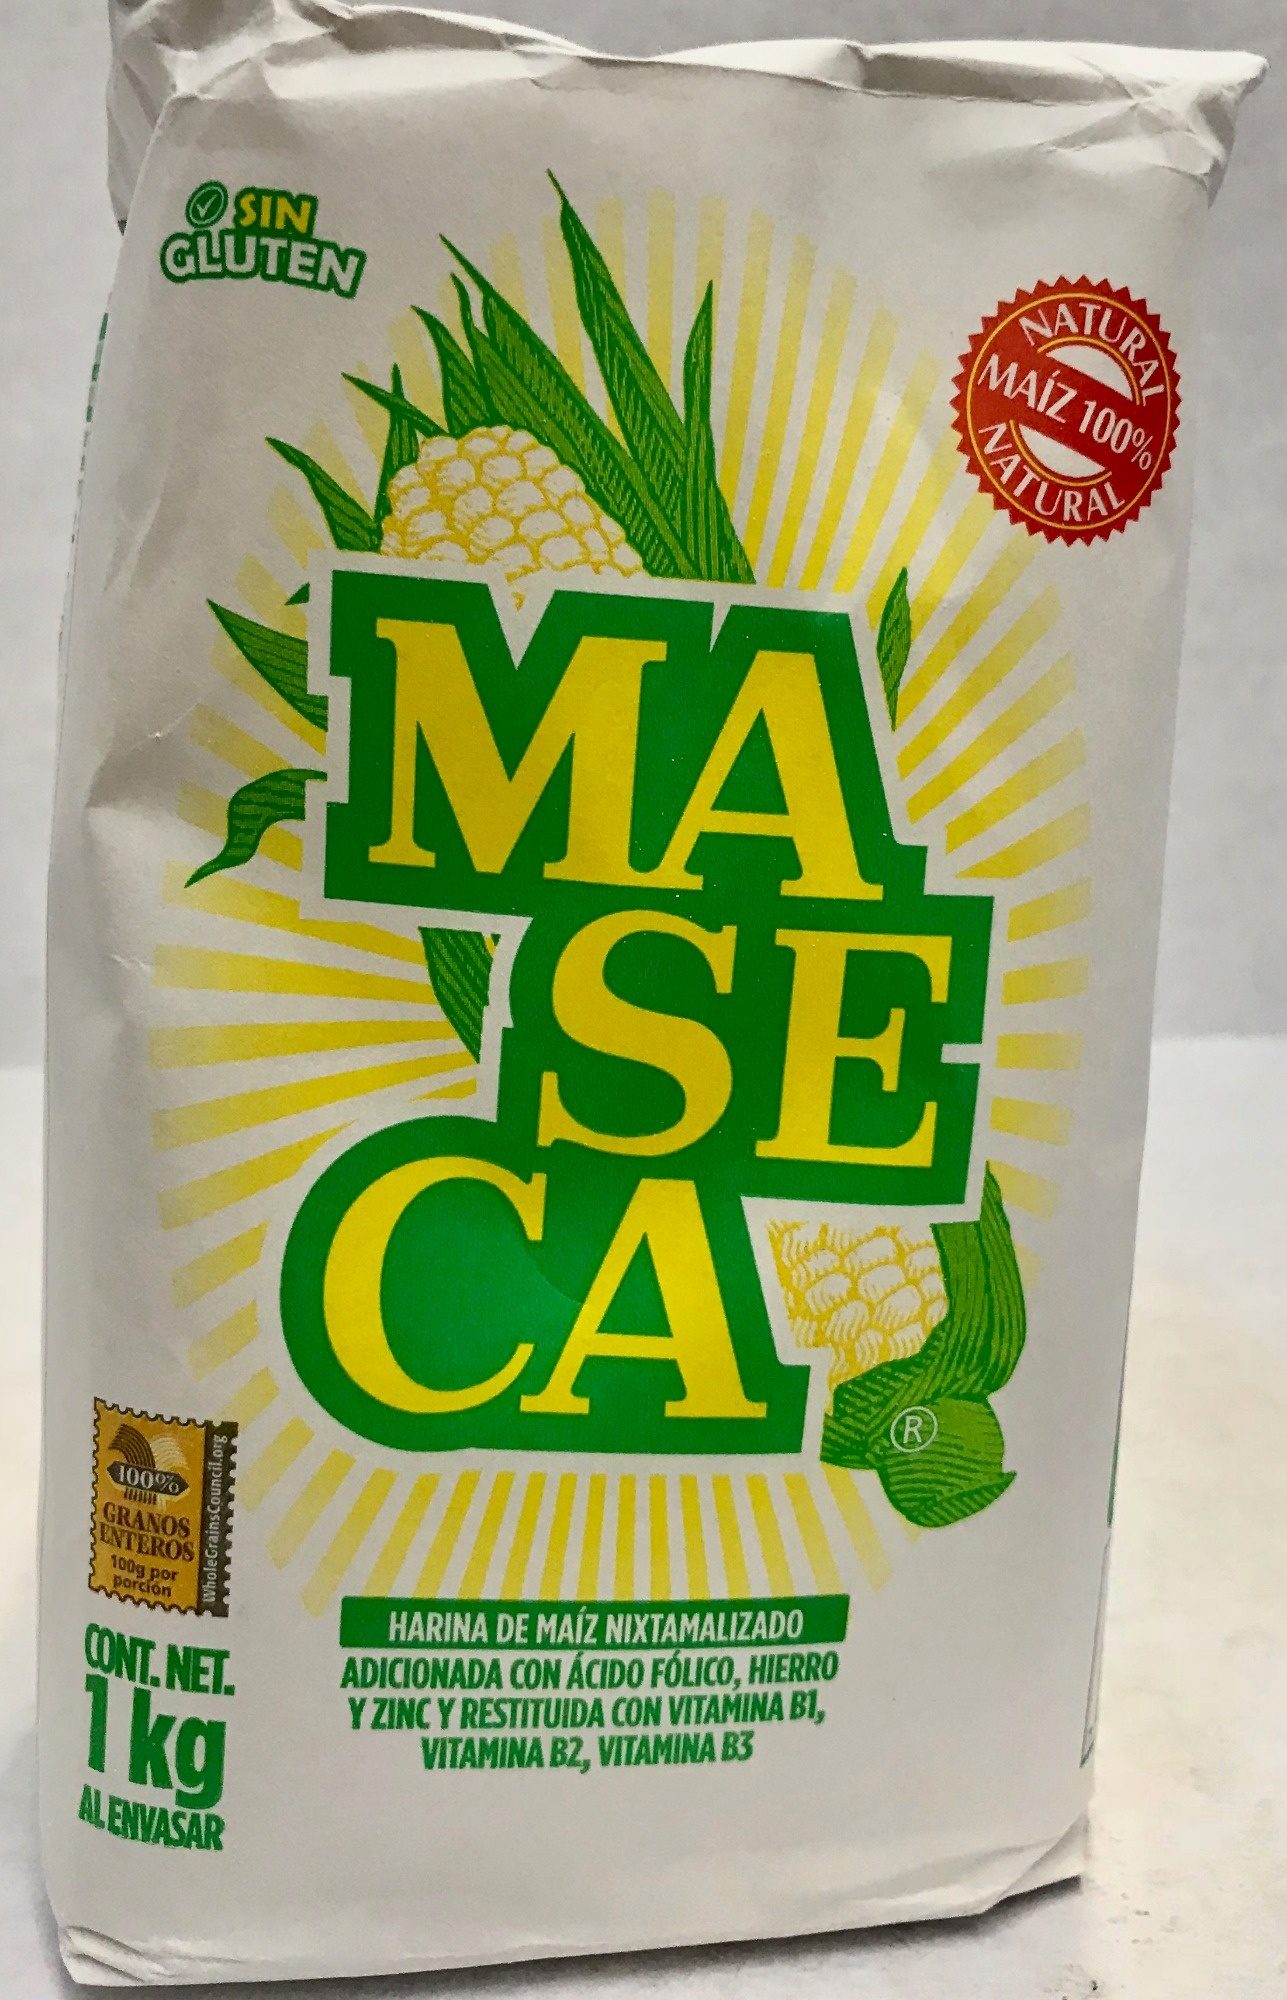 SIN
GLUTEN
NATURAL
MAÍZ 100%
NATURAL
MA
SE
CA
®
100%
GRANOS
ENTEROS
100g por
porción
WholeGrainsCouncil.org
CONT. NET.
1 kg
AL ENVASAR
HARINA DE MAÍZ NIXTAMALIZADO
ADICIONADA CON ÁCIDO FÓLICO, HIERRO
Y ZINC Y RESTITUIDA CON VITAMINA B1,
VITAMINA B2, VITAMINA B3